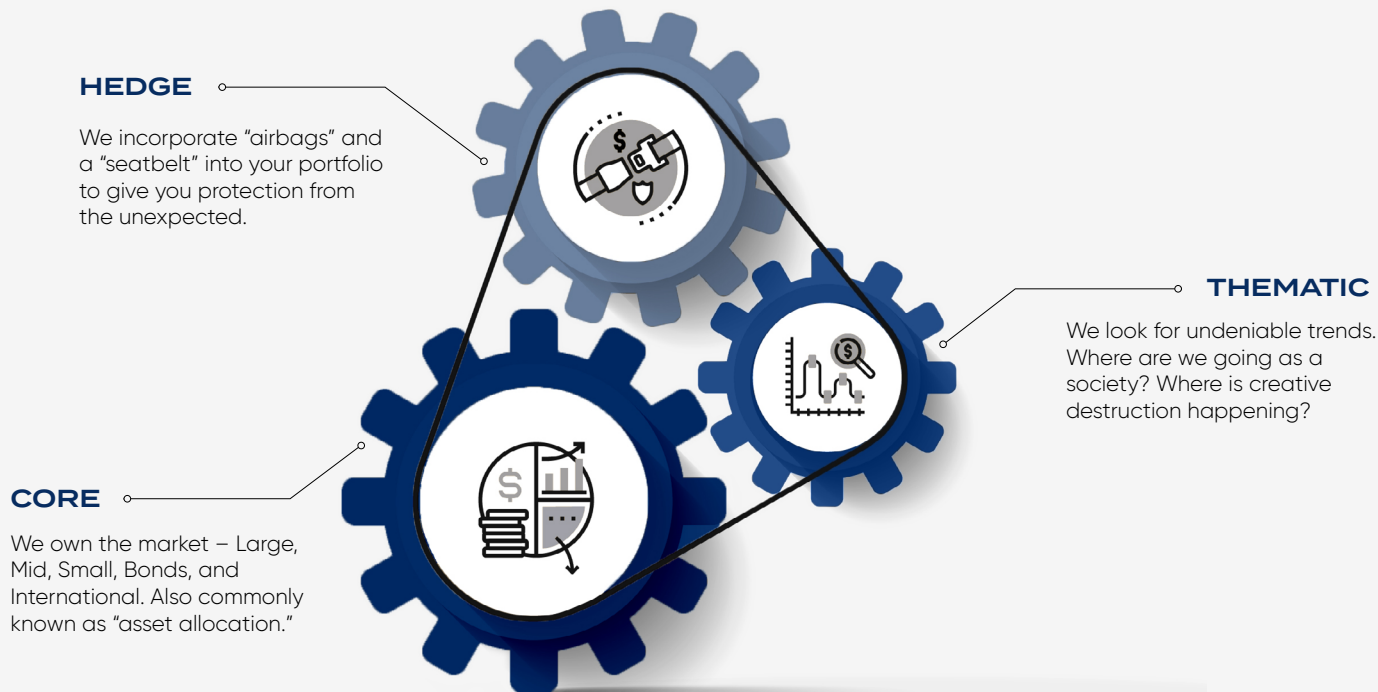 HEDGE
We incorporate “airbags” and
a “seatbelt” into your portfolio
to give you protection from
the unexpected.
THEMATIC
We look for undeniable trends.
Where are we going as a
society? Where is creative
destruction happening?
CORE
We own the market – Large,
Mid, Small, Bonds, and
International. Also commonly
known as “asset allocation.”
$
$
$